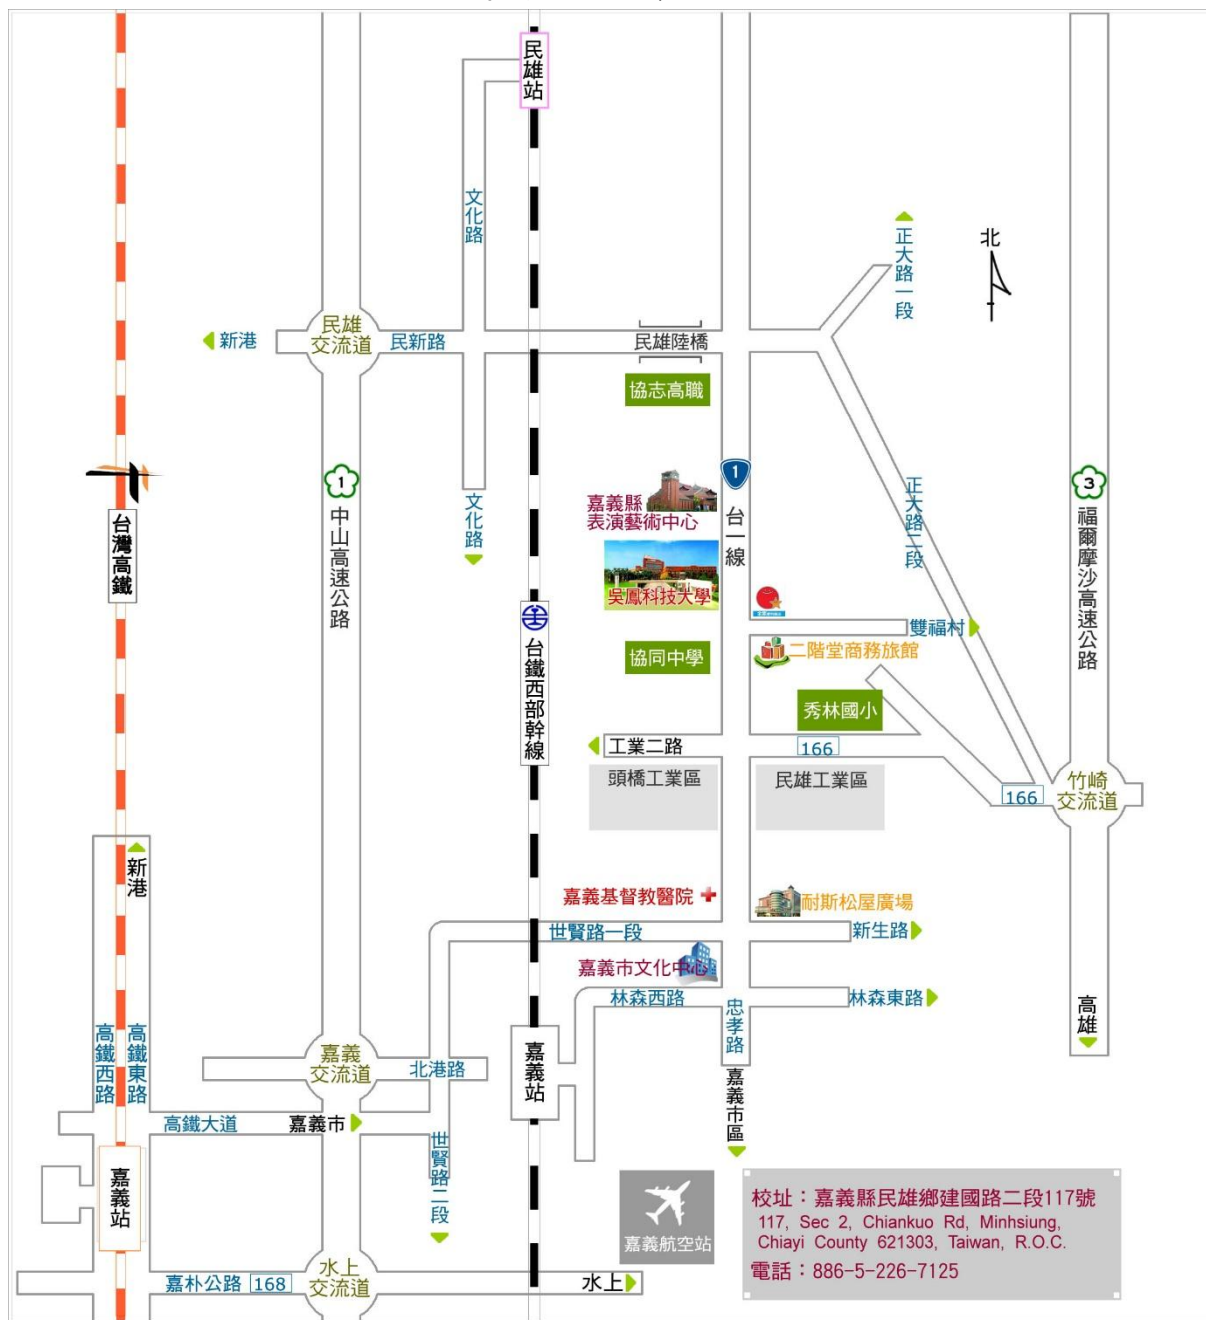 民雄站
文化路
正大路一段
北
新港
民雄
交流道
民新路
民雄陸橋
協志高職
1
中山高速公路
文化路
嘉義縣
表演藝術中心
1
台一線
正大路二段
3
福爾摩沙高速公路
台灣高鐵
吳鳳科技大學
台鐵西部幹線
雙福村
協同中學
二階堂商務旅館
秀林國小
工業二路
166
頭橋工業區
民雄工業區
166
竹崎
交流道
新港
嘉義基督教醫院
耐斯松屋廣場
世賢路一段
新生路
嘉義市文化中心
林森西路
林森東路
忠孝路
高雄
高鐵西路
高鐵東路
嘉義
交流道
北港路
嘉義站
嘉義市區
高鐵大道
嘉義市
世賢路二段
嘉義站
嘉義航空站
校址：嘉義縣民雄鄉建國路二段117號
117, Sec 2, Chiankuo Rd, Minhsiung,
Chiayi County 621303, Taiwan, R.O.C.
電話：886-5-226-7125
嘉朴公路 168
水上
交流道
水上